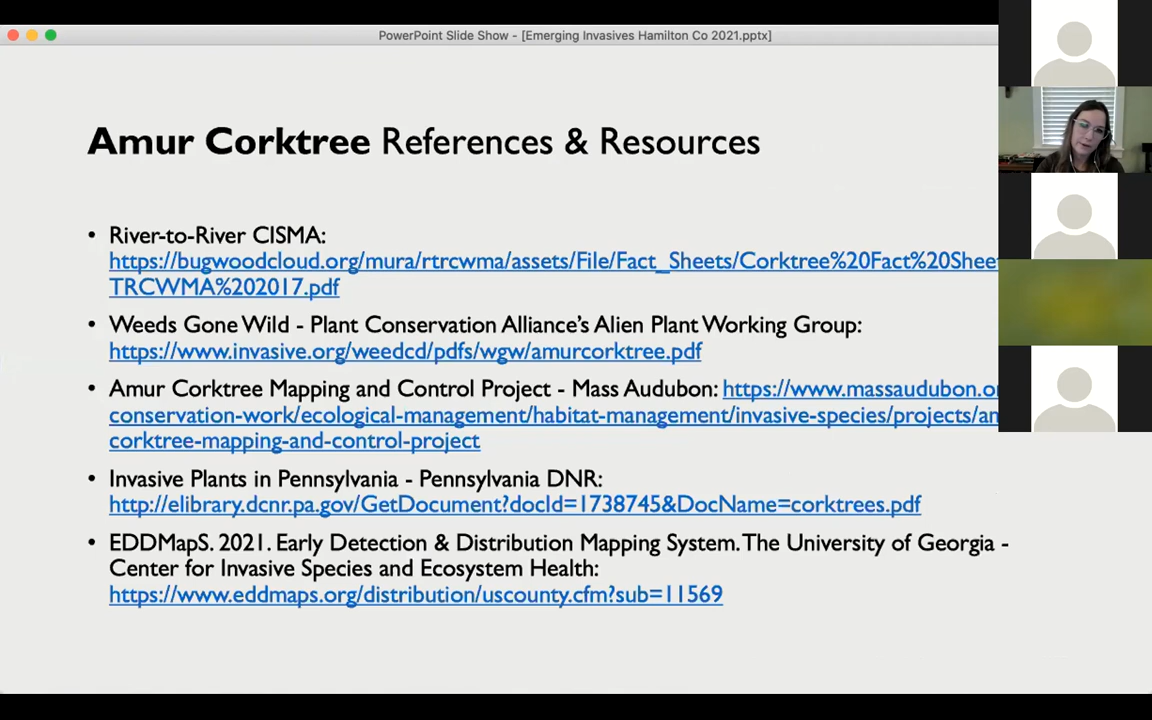 PowerPoint Slide Show - [Emerging Invasives Hamilton Co 2021.pptx]
Amur Corktree References & Resources
• River-to-River CISMA:
https://bugwoodcloud.org/mura/rtrcwma/assets/File/Fact_Sheets/Corktree%20Fact%20Sheet
TRCWMA%202017.pdf
• Weeds Gone Wild - Plant Conservation Alliance's Alien Plant Working Group:
https://www.invasive.org/weedcd/pdfs/wgw/amurcorktree.pdf
• Amur Corktree Mapping and Control Project - Mass Audubon: https://www.massaudubon.or
conservation-work/ecological-management/habitat-management/invasive-species/projects/am
corktree-mapping-and-control-project
• Invasive Plants in Pennsylvania - Pennsylvania DNR:
http://elibrary.dcnr.pa.gov/GetDocument?docId=1738745&DocName=corktrees.pdf
• EDDMapS. 2021. Early Detection & Distribution Mapping System. The University of Georgia -
Center for Invasive Species and Ecosystem Health:
https://www.eddmaps.org/distribution/uscounty.cfm?sub=11569